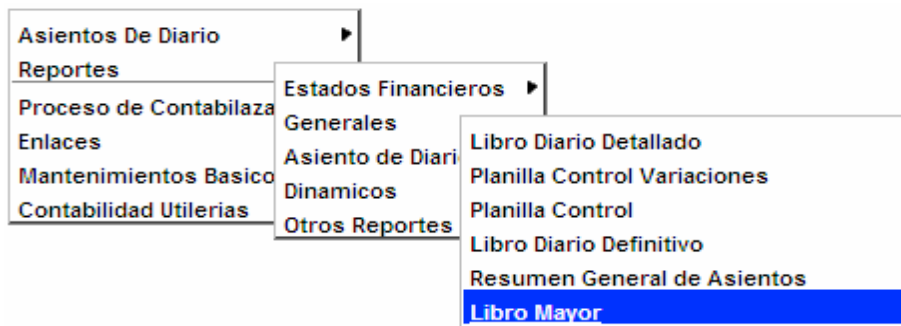 Asientos De Diario
Reportes
Proceso de Contabilaza
Enlaces
Mantenimientos Basico
Contabilidad Utilerias
Estados Financieros
Generales
Asiento de Diari
Dinamicos
Otros Reportes
Libro Diario Detallado
Planilla Control Variaciones
Planilla Control
Libro Diario Definitivo
Resumen General de Asientos
Libro Mayor